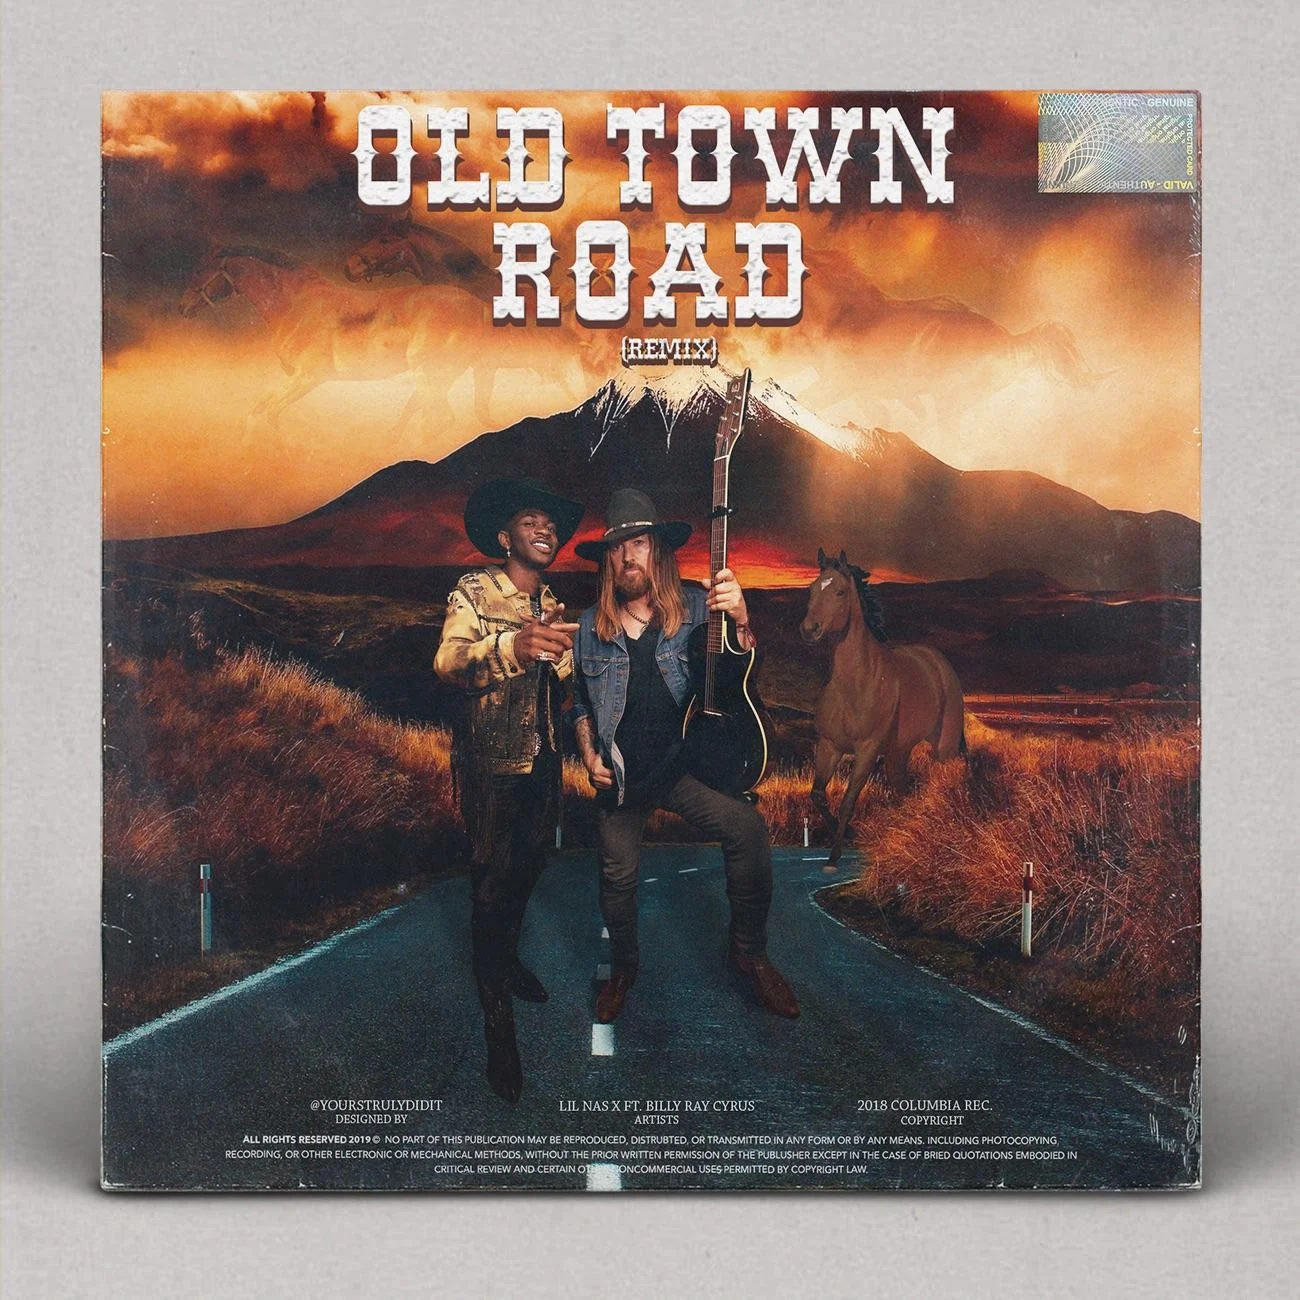 OLD TOWN
ROAD
{REMIX}
GENUINE
PROTECTED
VALID - AUTHENTIC
@YOURSTRULYDIDIT
DESIGNED BY
LIL NAS X FT. BILLY RAY CYRUS
ARTISTS
2018 COLUMBIA REC.
COPYRIGHT
ALL RIGHTS RESERVED 2019© NO PART OF THIS PUBLICATION MAY BE REPRODUCED, DISTRUBTED, OR TRANSMITTED IN ANY FORM OR BY ANY MEANS. INCLUDING PHOTOCOPYING,
RECORDING, OR OTHER ELECTRONIC OR MECHANICAL METHODS, WITHOUT THE PRIOR WRITTEN PERMISSION OF THE PUBLUSHER EXCEPT IN THE CASE OF BRIED QUOTATIONS EMBODIED IN
CRITICAL REVIEW AND CERTAIN NONCOMMERCIAL USES PERMITTED BY COPYRIGHT LAW.